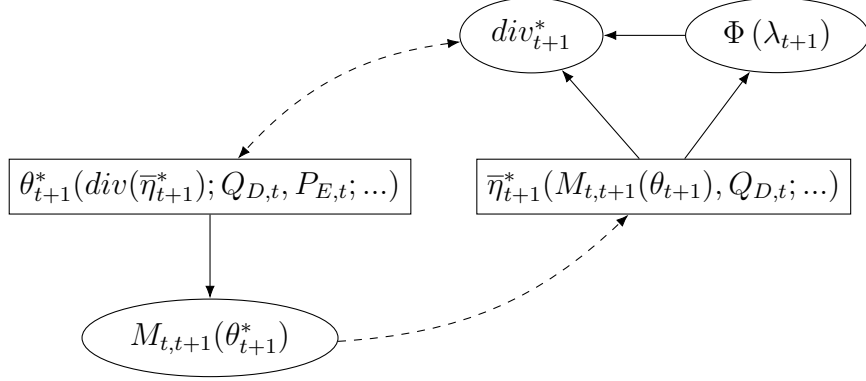 div*_{t+1}
Φ (λ_{t+1})
θ*_{t+1}(div(η̅*_{t+1}); Q_{D,t}, P_{E,t}; ...)
η̅*_{t+1}(M_{t,t+1}(θ_{t+1}), Q_{D,t}; ...)
M_{t,t+1}(θ*_{t+1})